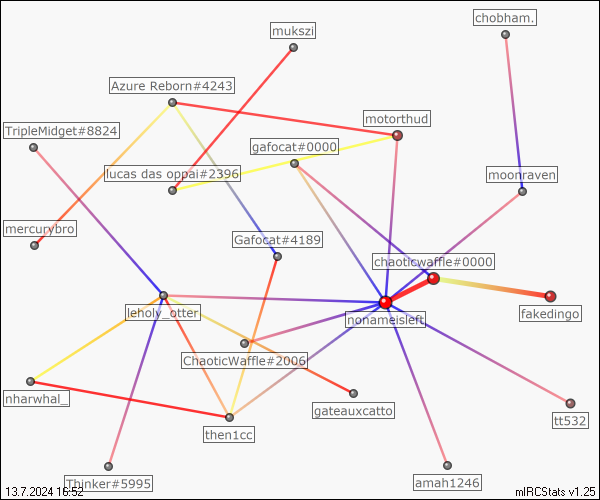 chobham.
mukszi
Azure Reborn#4243
motorthud
TripleMidget#8824
gafocat#0000
lucas das oppai#2396
moonraven
mercurybro
Gafocat#4189
chaoticwaffle#0000
leholy_otter
nonameisleft
fakedingo
ChaoticWaffle#2006
nharwhal_
gateauxcatto
tt532
then1cc
Thinker#5995
amah1246
13.7.2024 16:52
mIRCStats v1.25